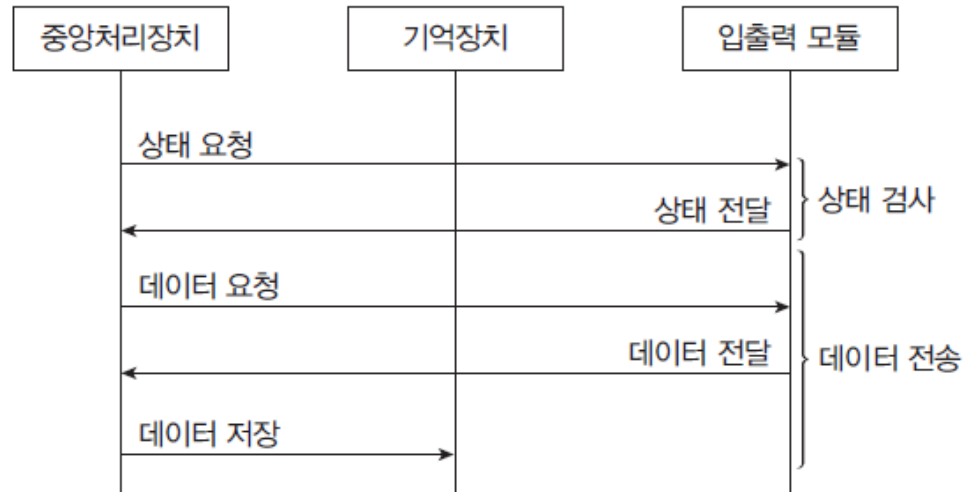 중앙처리장치
기억장치
입출력 모듈
상태 요청
상태 전달
상태 검사
데이터 요청
데이터 전달
데이터 전송
데이터 저장